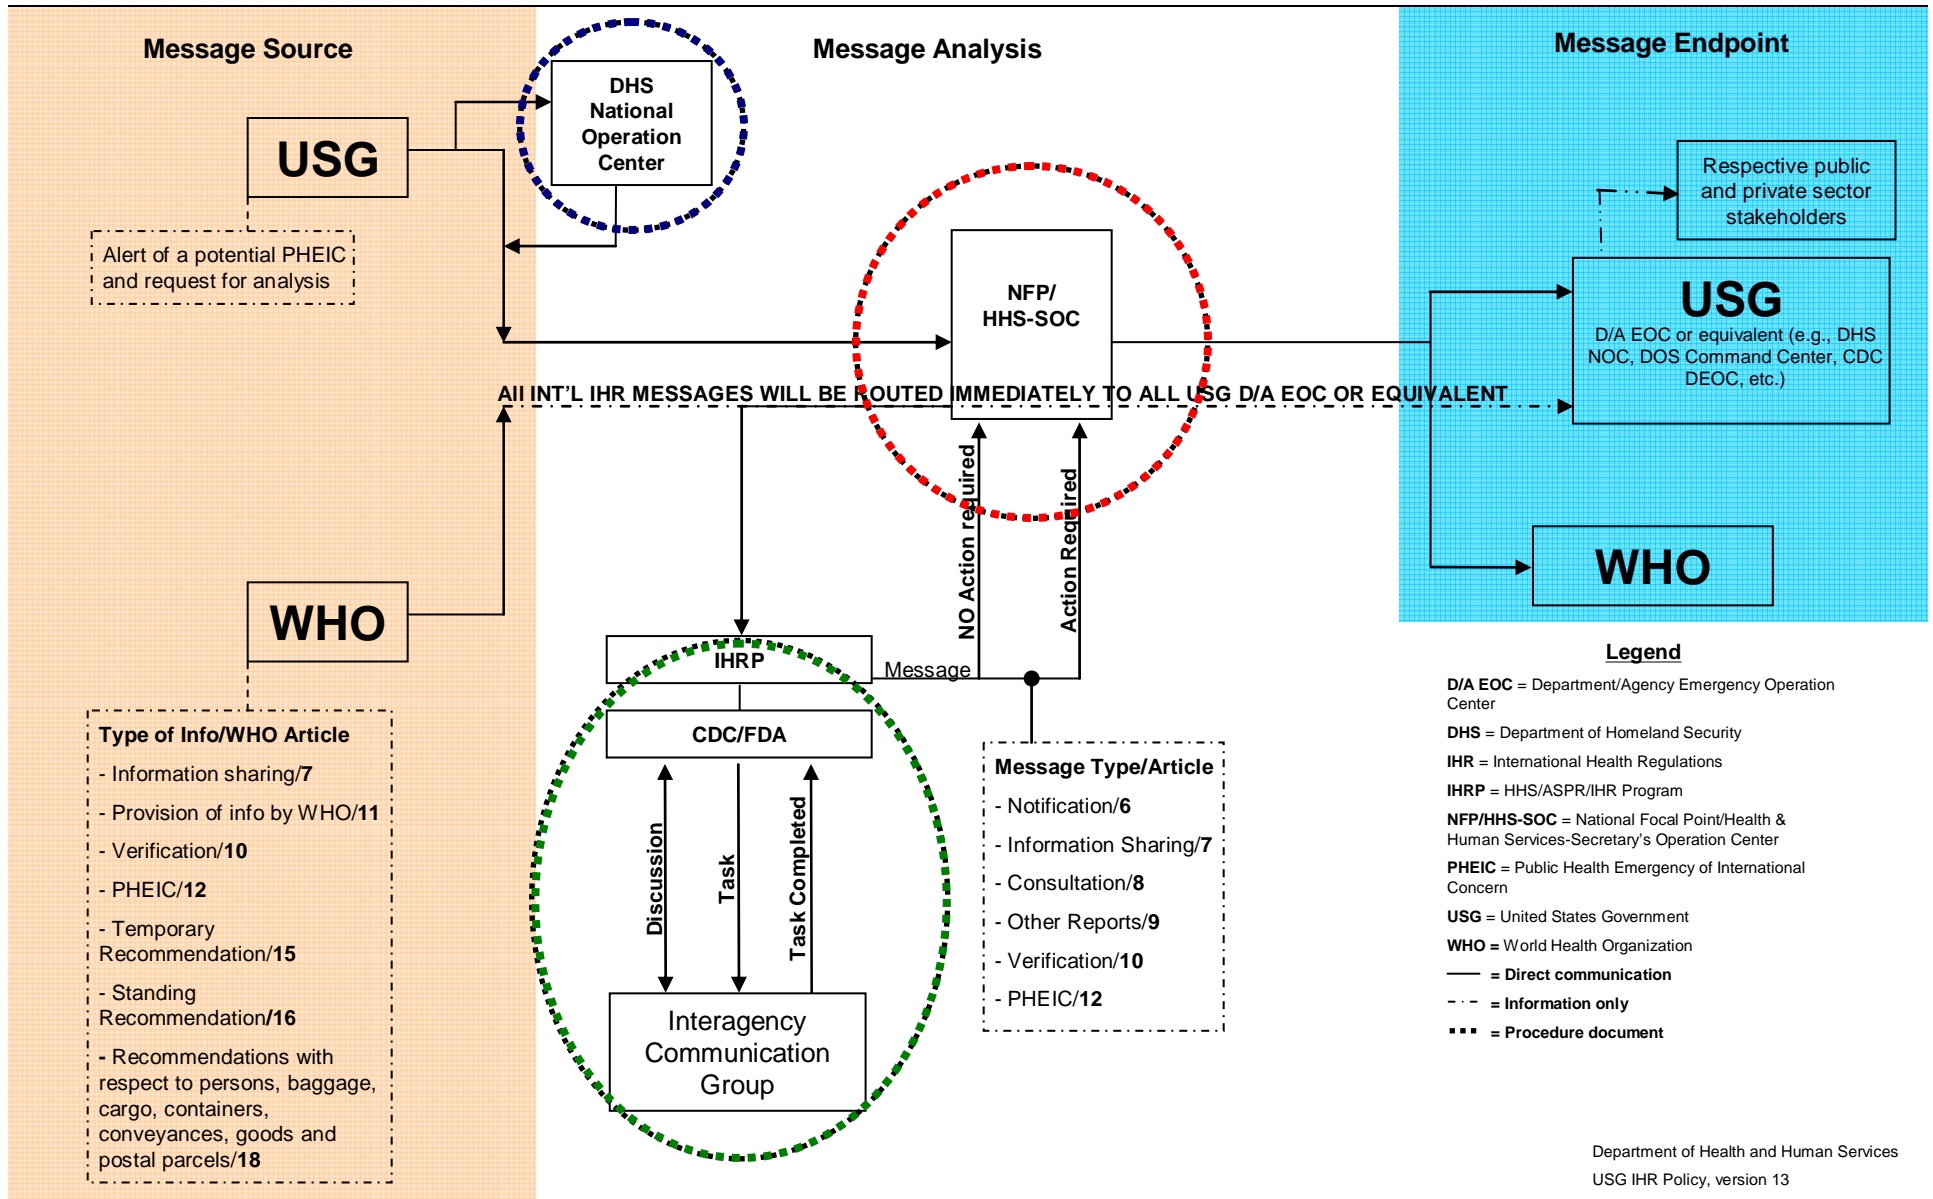 Message Source
Message Analysis
Message Endpoint
DHS
National
Operation
Center
USG
Alert of a potential PHEIC
and request for analysis
Respective public
and private sector
stakeholders
NFP/
HHS-SOC
USG
D/A EOC or equivalent (e.g., DHS
NOC, DOS Command Center, CDC
DEOC, etc.)
All INT'L IHR MESSAGES WILL BE ROUTED IMMEDIATELY TO ALL USG D/A EOC OR EQUIVALENT
NO Action required
Action Required
WHO
WHO
IHRP
Message
CDC/FDA
Discussion
Task
Task Completed
Interagency
Communication
Group
Type of Info/WHO Article
- Information sharing/7
- Provision of info by WHO/11
- Verification/10
- PHEIC/12
- Temporary
Recommendation/15
- Standing
Recommendation/16
- Recommendations with
respect to persons, baggage,
cargo, containers,
conveyances, goods and
postal parcels/18
Message Type/Article
- Notification/6
- Information Sharing/7
- Consultation/8
- Other Reports/9
- Verification/10
- PHEIC/12
Legend
D/A EOC = Department/Agency Emergency Operation
Center
DHS = Department of Homeland Security
IHR = International Health Regulations
IHRP = HHS/ASPR/IHR Program
NFP/HHS-SOC = National Focal Point/Health &
Human Services-Secretary's Operation Center
PHEIC = Public Health Emergency of International
Concern
USG = United States Government
WHO = World Health Organization
= Direct communication
= Information only
= Procedure document
Department of Health and Human Services
USG IHR Policy, version 13